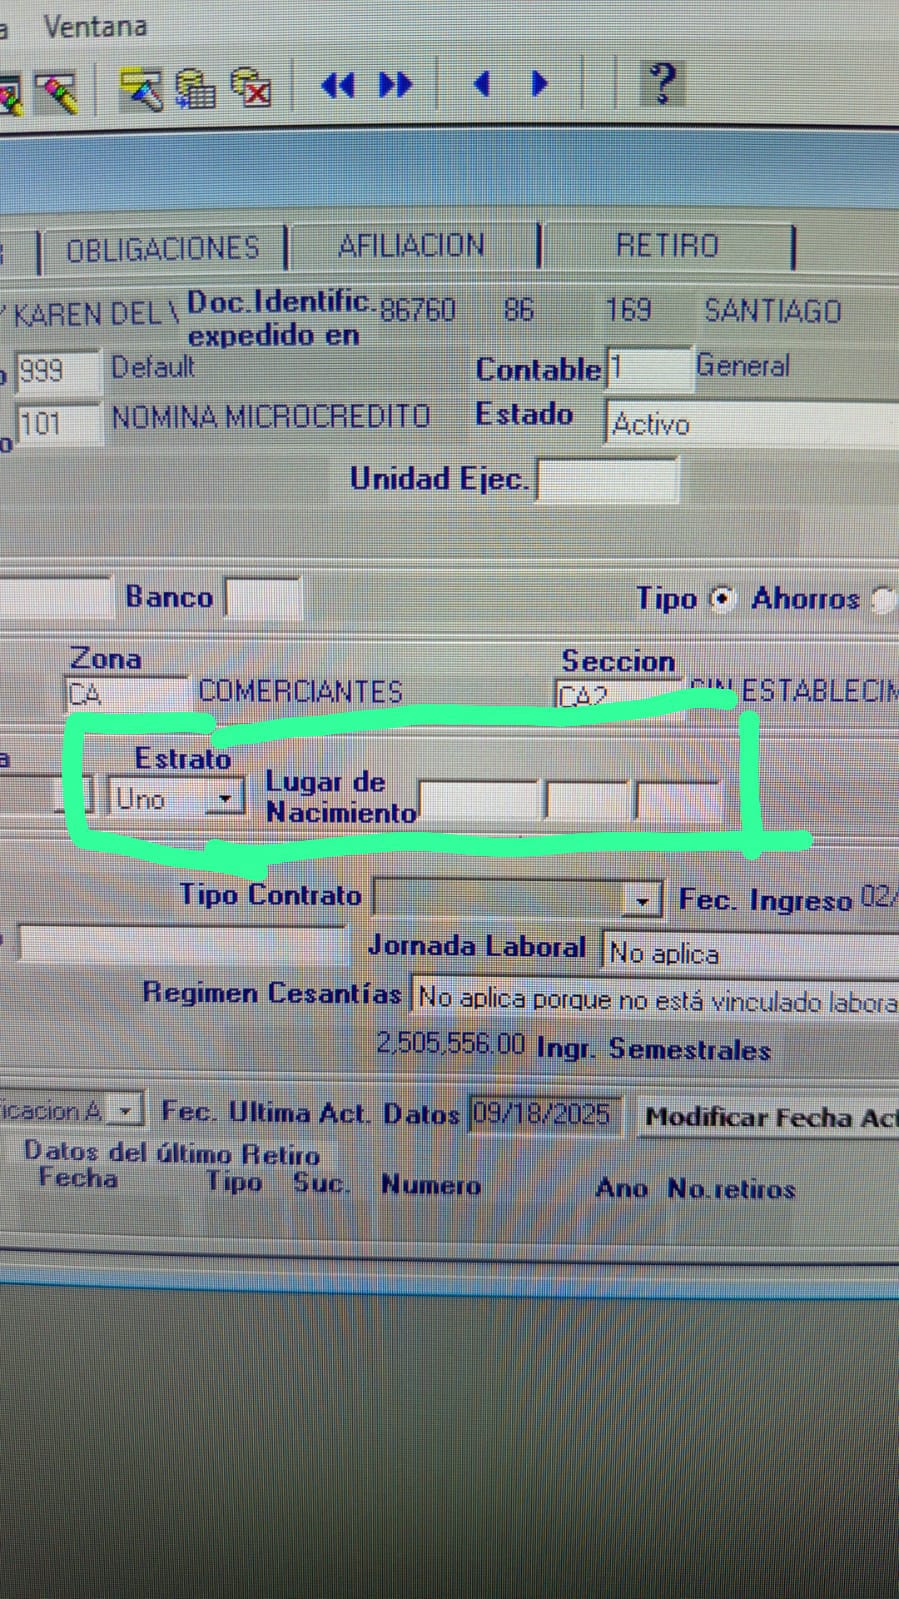 Ventana
OBLIGACIONES AFILIACION RETIRO
KAREN DEL Doc.Identific. 86760 86 169 SANTIAGO
expedido en
999 Default Contable 1 General
101 NOMINA MICROCREDITO Estado Activo
Unidad Ejec.
Banco Tipo Ahorros
Zona Seccion
CA COMERCIANTES CA2 SIN ESTABLECIM
Estrato
Uno Lugar de
Nacimiento
Tipo Contrato Fec. Ingreso 02/
Jornada Laboral No aplica
Regimen Cesantías No aplica porque no está vinculado labora
2,505,556.00 Ingr. Semestrales
icacion A Fec. Ultima Act. Datos 09/18/2025 Modificar Fecha Act
Datos del último Retiro
Fecha Tipo Suc. Numero Ano No.retiros